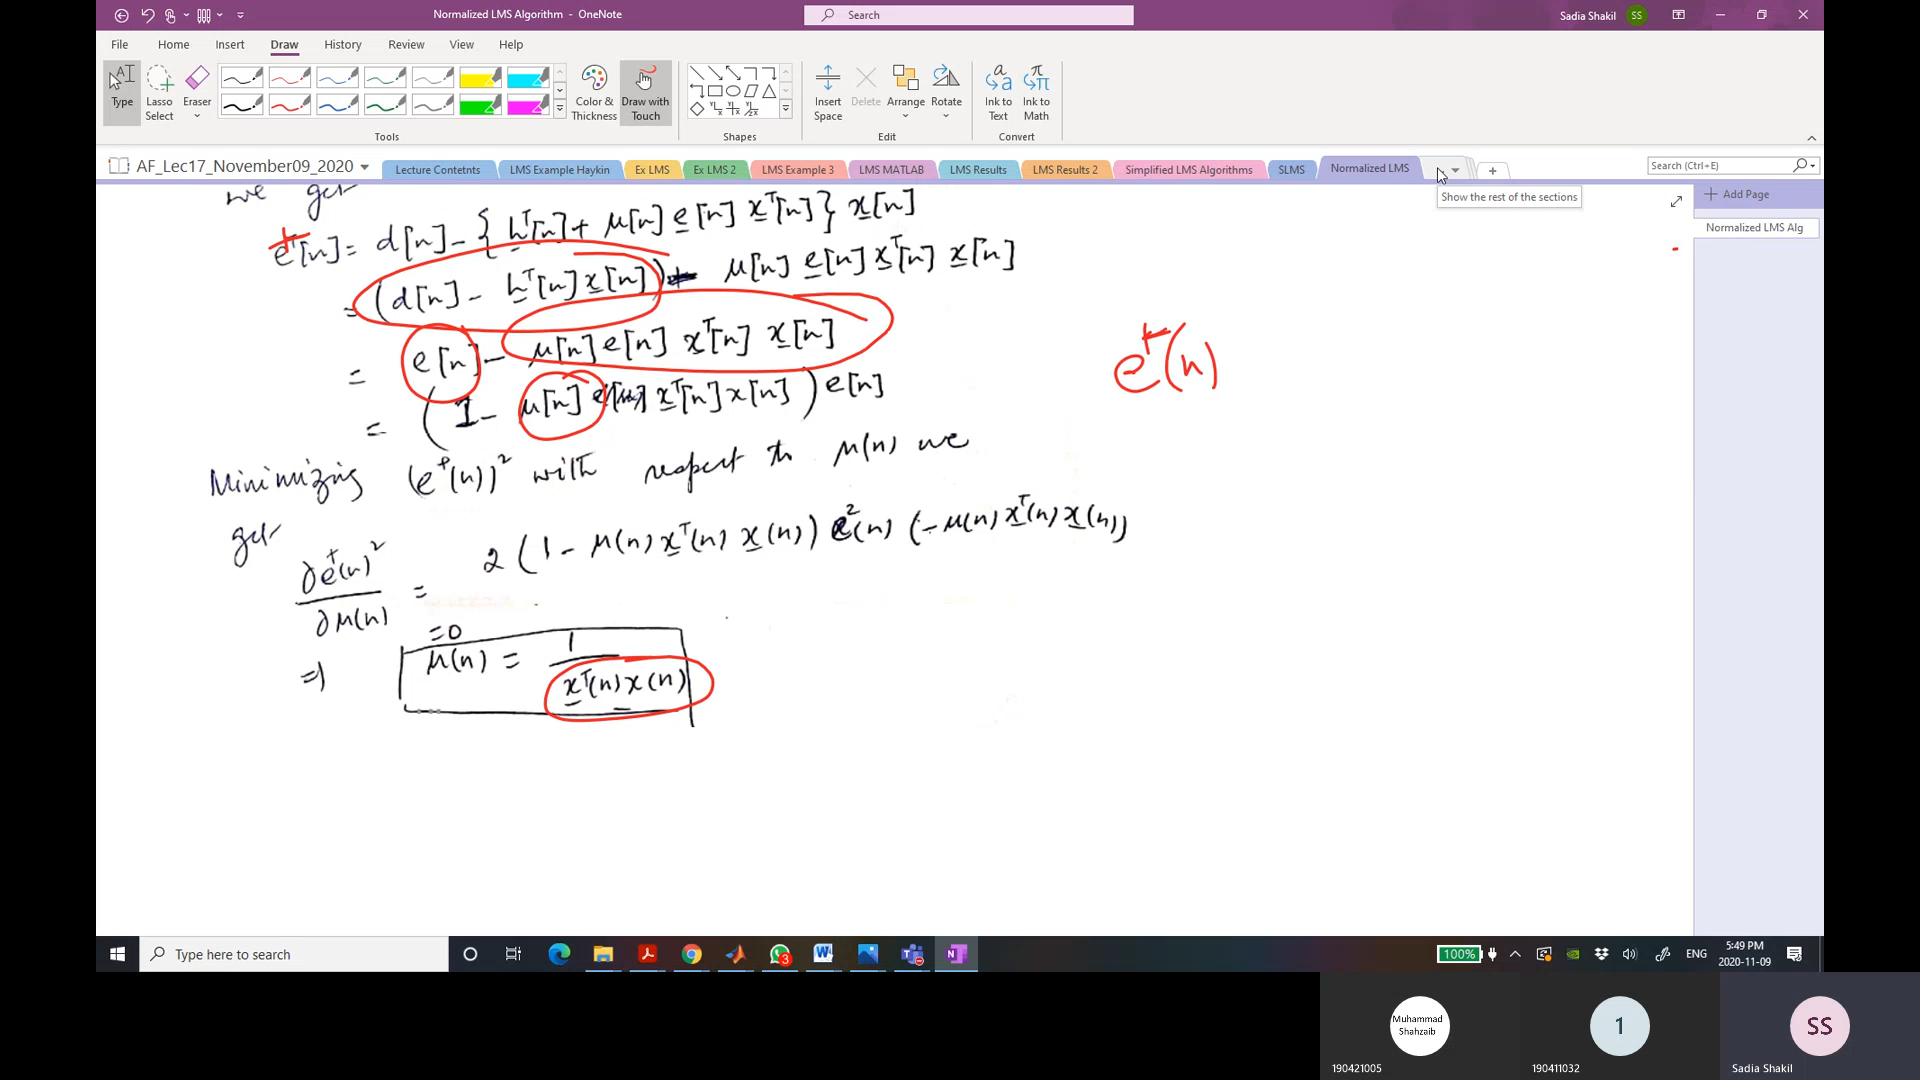 Normalized LMS Algorithm - OneNote
Search
Sadia Shakil SS
File Home Insert Draw History Review View Help
Type
Lasso Select
Eraser
Color & Thickness
Draw with Touch
Insert Space
Delete
Arrange
Rotate
Ink to Text
Ink to Math
Tools Shapes Edit Convert
AF_Lec17_November09_2020
Lecture Contetnts LMS Example Haykin Ex LMS Ex LMS 2 LMS Example 3 LMS MATLAB LMS Results LMS Results 2 Simplified LMS Algorithms SLMS Normalized LMS
Search (Ctrl+E)
Show the rest of the sections
Add Page
Normalized LMS Alg
we get
e⁺[n] = d[n] - { h^T[n] + μ[n] e[n] x^T[n] } x[n]
= (d[n] - h^T[n] x[n]) - μ[n] e[n] x^T[n] x[n]
= e[n] - μ[n] e[n] x^T[n] x[n]
e⁺(n)
= ( 1 - μ[n] x^T[n] x[n] ) e[n]
Minimizing (e⁺(n))² with respect to μ(n) we
get
∂e⁺(n)² / ∂μ(n) = 2 (1 - μ(n) x^T(n) x(n)) e²(n) (-μ(n) x^T(n) x(n))
=0
=> μ(n) = 1 / x^T(n) x(n)
Type here to search
3
100%
ENG
5:49 PM
2020-11-09
Muhammad Shahzaib
1
SS
190421005
190411032
Sadia Shakil